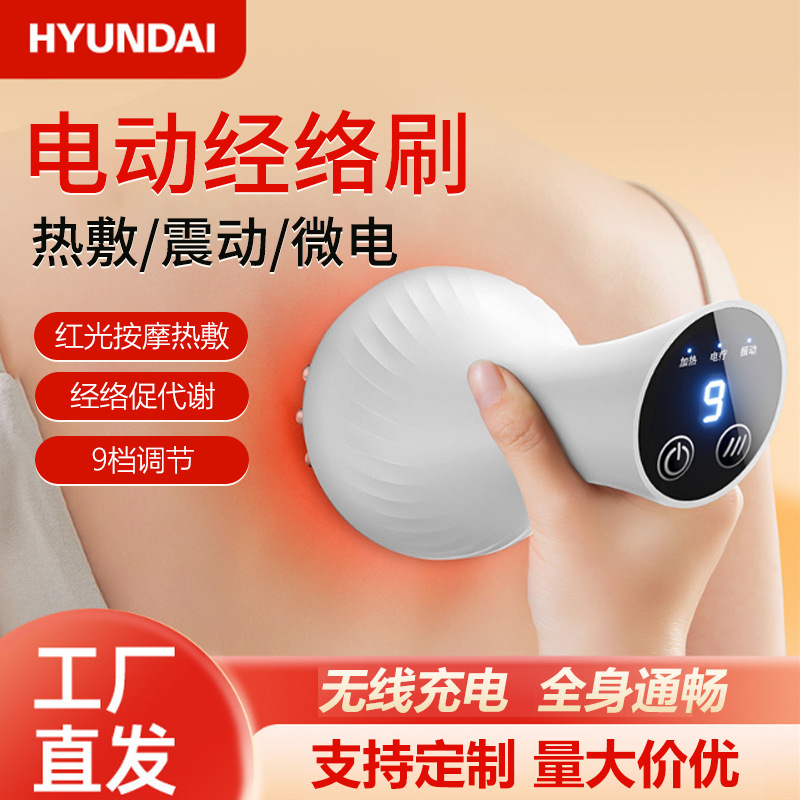 HYUNDAI
电动经络刷
热敷/震动/微电
红光按摩热敷
经络促代谢
9档调节
加热 电疗 振动
9
工厂
直发
无线充电 全身通畅
支持定制 量大价优